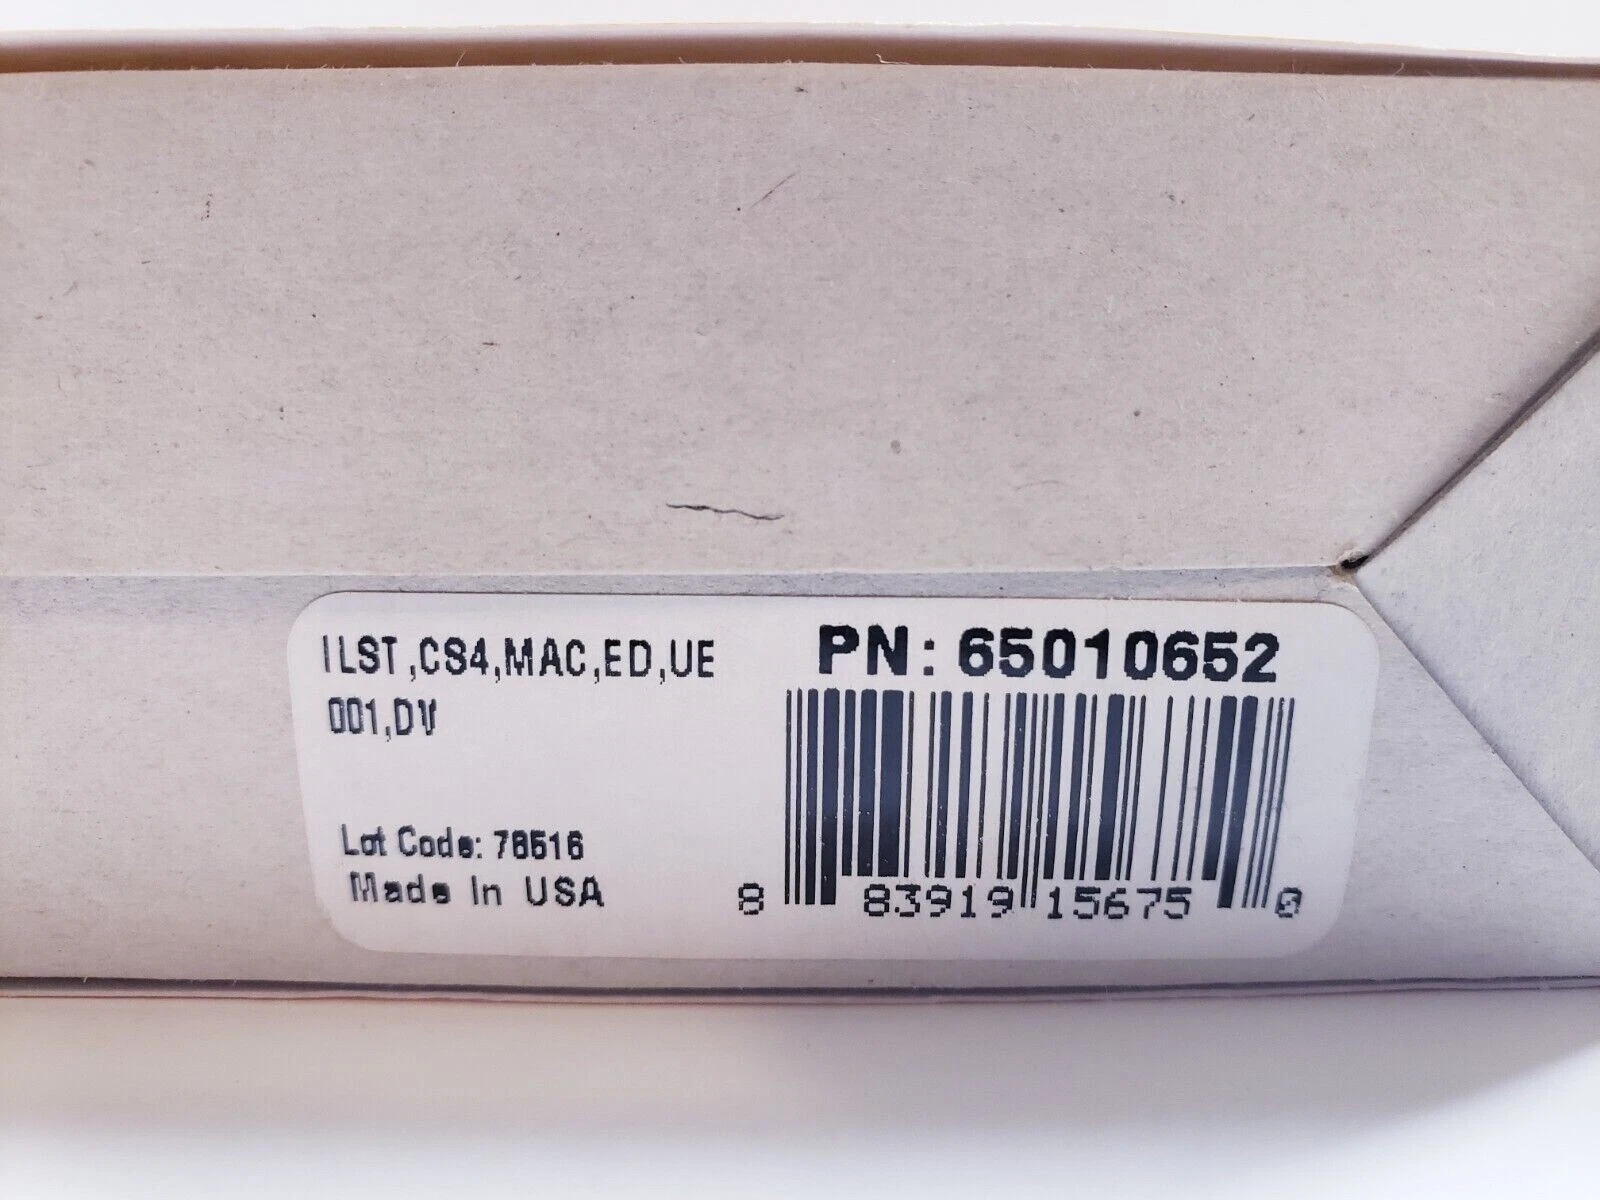 ILST,CS4,MAC,ED,UE
001,DV
Lot Code: 78516
Made In USA
PN: 65010652
8 83919 15675 0